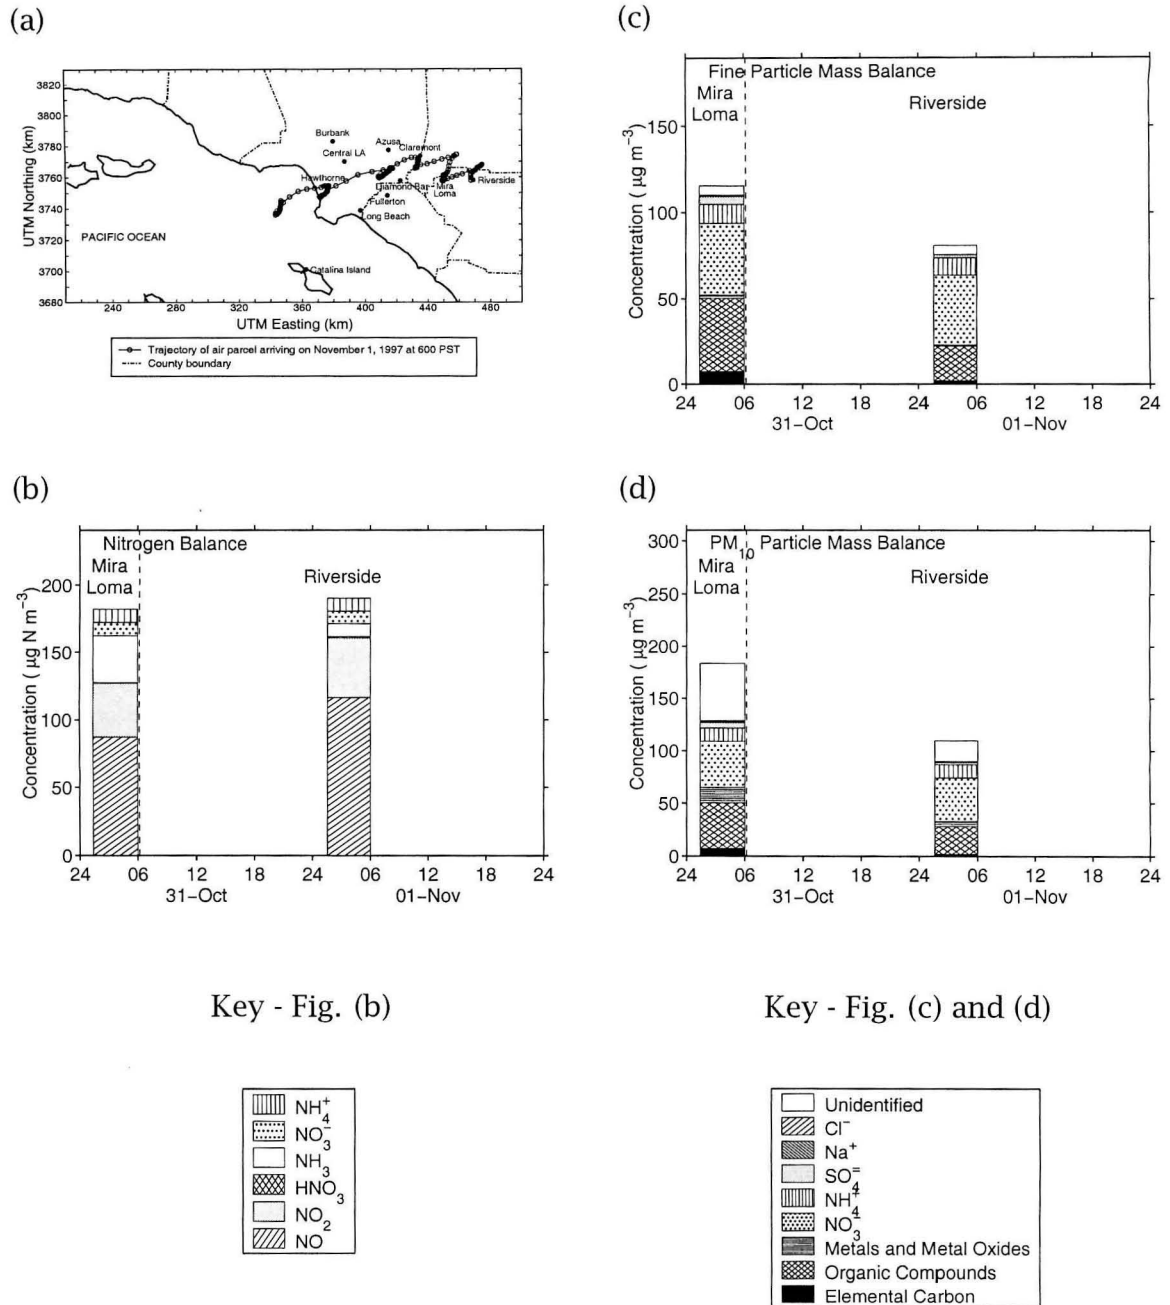 (a)
3820
3800
3780
3760
3740
3720
3700
3680
UTM Northing (km)
Burbank
Azusa
Central LA
Claremont
Hawthorne
Diamond Bar
Mira
Loma
Riverside
Fullerton
Long Beach
PACIFIC OCEAN
Catalina Island
240 280 320 360 400 440 480
UTM Easting (km)
Trajectory of air parcel arriving on November 1, 1997 at 600 PST
County boundary
(c)
Fine Particle Mass Balance
Mira
Loma
Riverside
150
100
50
0
Concentration ( μg m⁻³)
24 06 12 18 24 06 12 18 24
31-Oct 01-Nov
(b)
Nitrogen Balance
Mira
Loma
Riverside
200
150
100
50
0
Concentration ( μg N m⁻³)
24 06 12 18 24 06 12 18 24
31-Oct 01-Nov
(d)
PM₁₀ Particle Mass Balance
Mira
Loma
Riverside
300
250
200
150
100
50
0
Concentration ( μg m⁻³)
24 06 12 18 24 06 12 18 24
31-Oct 01-Nov
Key - Fig. (b)
NH₄⁺
NO₃⁻
NH₃
HNO₃
NO₂
NO
Key - Fig. (c) and (d)
Unidentified
Cl⁻
Na⁺
SO₄⁼
NH₄⁺
NO₃⁻
Metals and Metal Oxides
Organic Compounds
Elemental Carbon